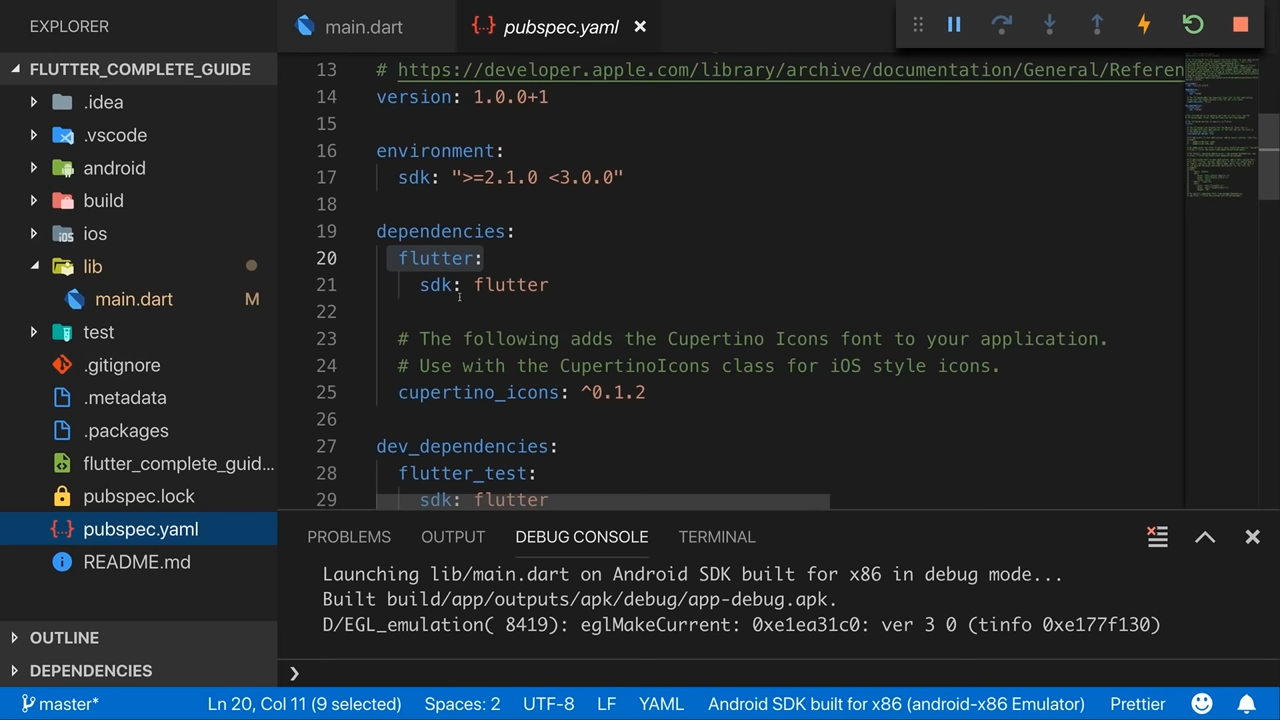 EXPLORER
main.dart
pubspec.yaml
FLUTTER_COMPLETE_GUIDE
.idea
.vscode
android
build
ios
lib
main.dart M
test
.gitignore
.metadata
.packages
flutter_complete_guid...
pubspec.lock
pubspec.yaml
README.md
OUTLINE
DEPENDENCIES
13 # https://developer.apple.com/library/archive/documentation/General/Referen
14 version: 1.0.0+1
15
16 environment:
17 sdk: ">=2.1.0 <3.0.0"
18
19 dependencies:
20 flutter:
21 sdk: flutter
22
23 # The following adds the Cupertino Icons font to your application.
24 # Use with the CupertinoIcons class for iOS style icons.
25 cupertino_icons: ^0.1.2
26
27 dev_dependencies:
28 flutter_test:
29 sdk: flutter
PROBLEMS OUTPUT DEBUG CONSOLE TERMINAL
Launching lib/main.dart on Android SDK built for x86 in debug mode...
Built build/app/outputs/apk/debug/app-debug.apk.
D/EGL_emulation( 8419): eglMakeCurrent: 0xe1ea31c0: ver 3 0 (tinfo 0xe177f130)
master* Ln 20, Col 11 (9 selected) Spaces: 2 UTF-8 LF YAML Android SDK built for x86 (android-x86 Emulator) Prettier